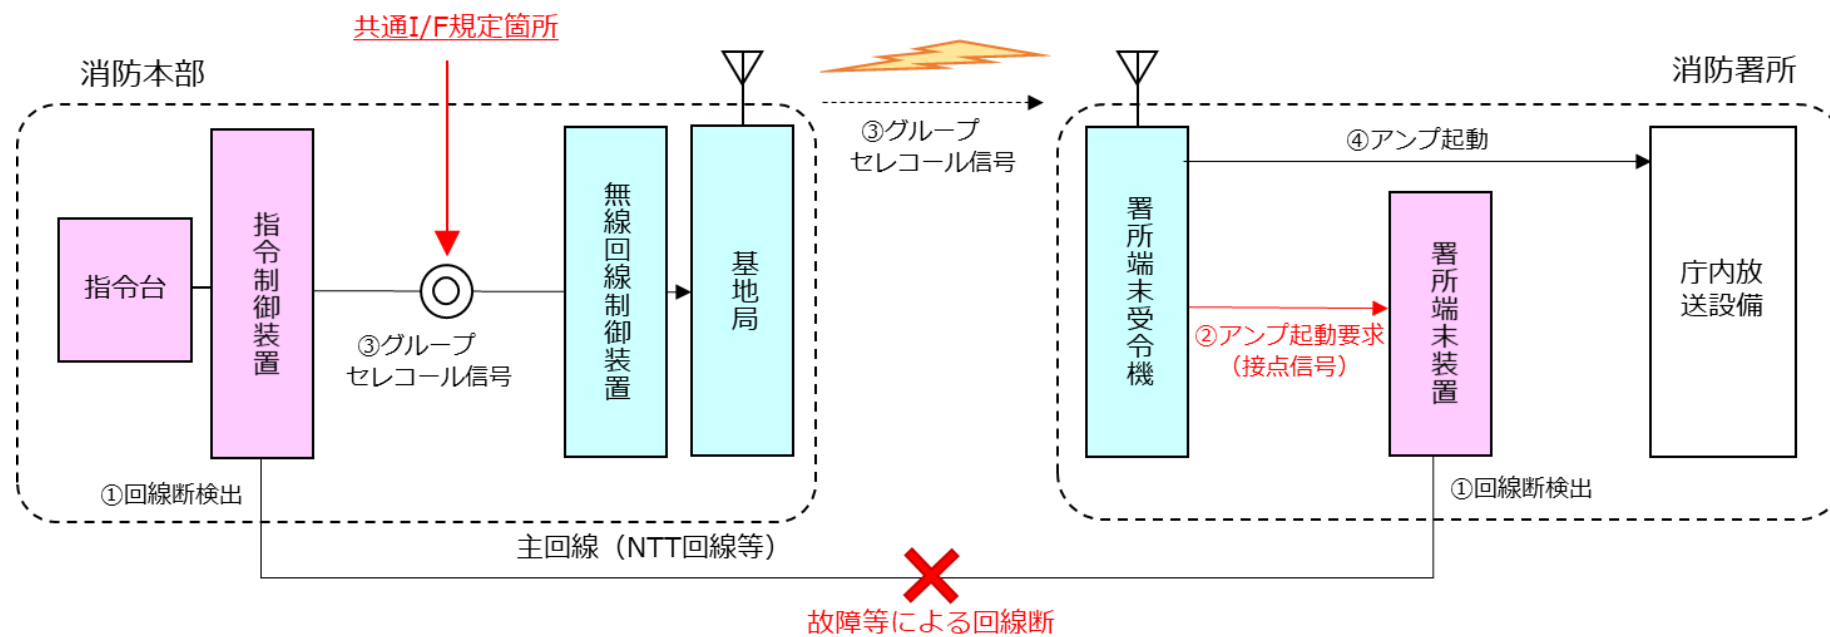 共通I/F規定箇所
消防本部
消防署所
指令台
指令制御装置
③グループ
セレコール信号
無線回線制御装置
基地局
③グループ
セレコール信号
署所端末受令機
④アンプ起動
②アンプ起動要求
（接点信号）
署所端末装置
庁内放
送設備
①回線断検出
①回線断検出
主回線（NTT回線等）
故障等による回線断